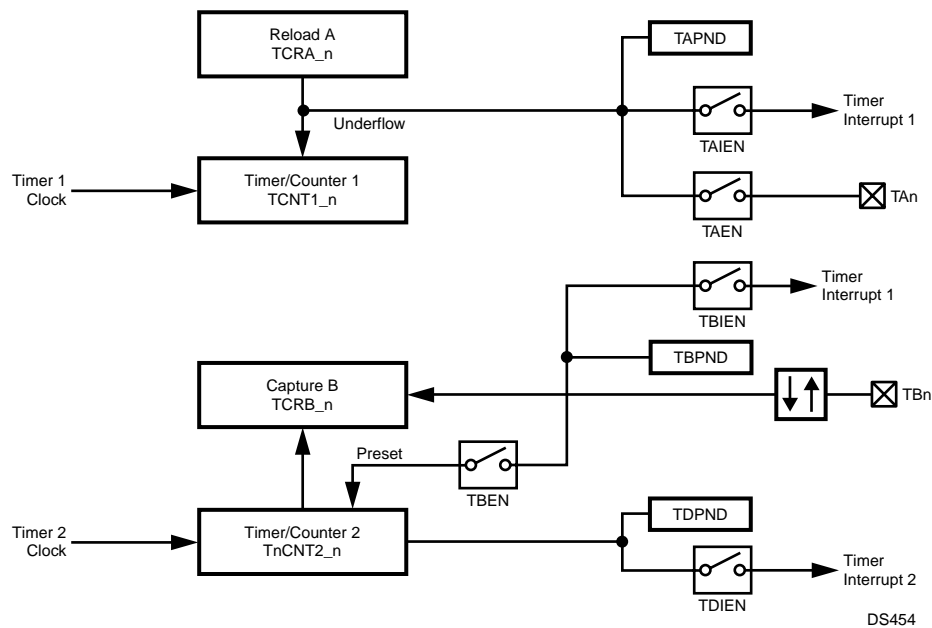 Reload A
TCRA_n
TAPND
Timer
Interrupt 1
Underflow
TAIEN
Timer 1
Clock
Timer/Counter 1
TCNT1_n
TAn
TAEN
Timer
Interrupt 1
TBIEN
TBPND
Capture B
TCRB_n
TBn
Preset
TBEN
TDPND
Timer 2
Clock
Timer/Counter 2
TnCNT2_n
Timer
Interrupt 2
TDIEN
DS454